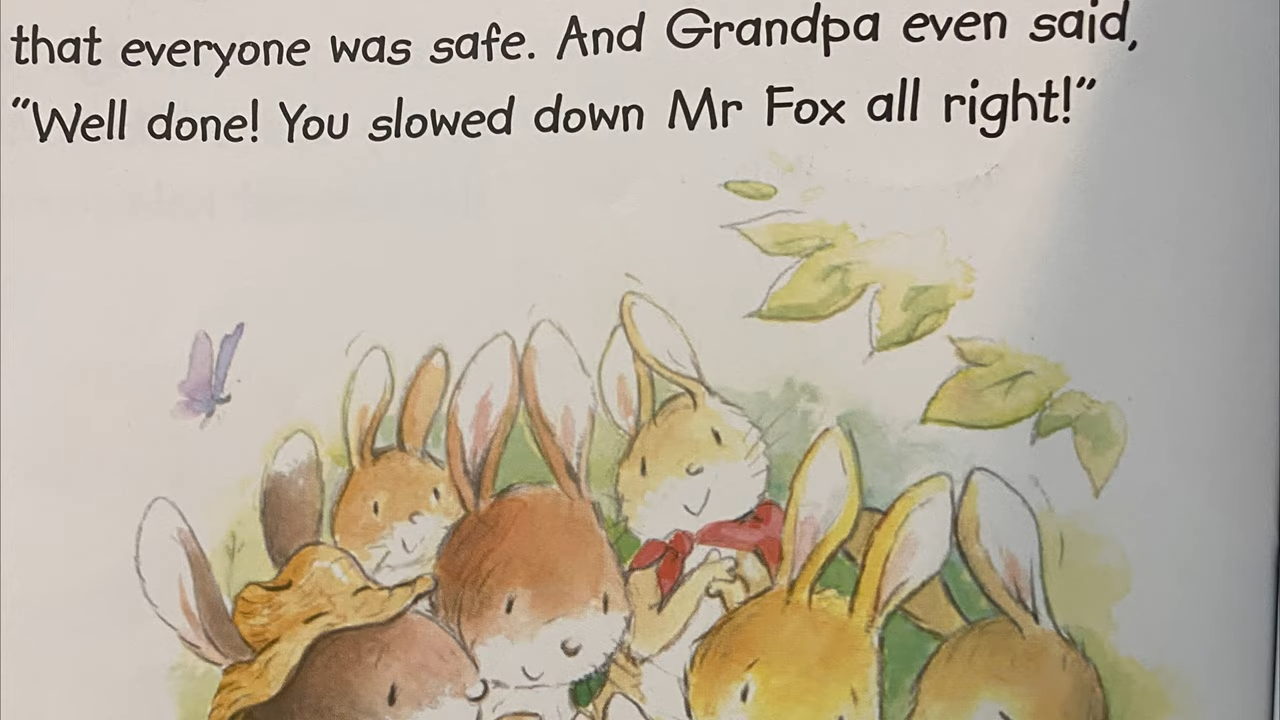 that everyone was safe. And Grandpa even said,
“Well done! You slowed down Mr Fox all right!”